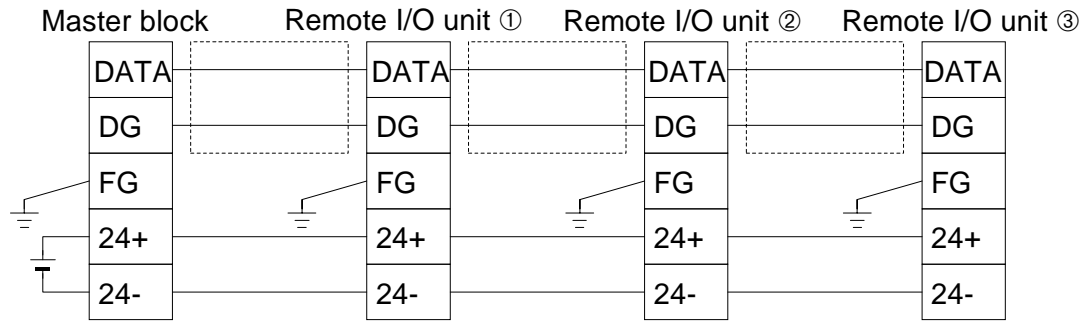 Master block Remote I/O unit ① Remote I/O unit ② Remote I/O unit ③
DATA DATA DATA DATA
DG DG DG DG
FG FG FG FG
24+ 24+ 24+ 24+
24- 24- 24- 24-